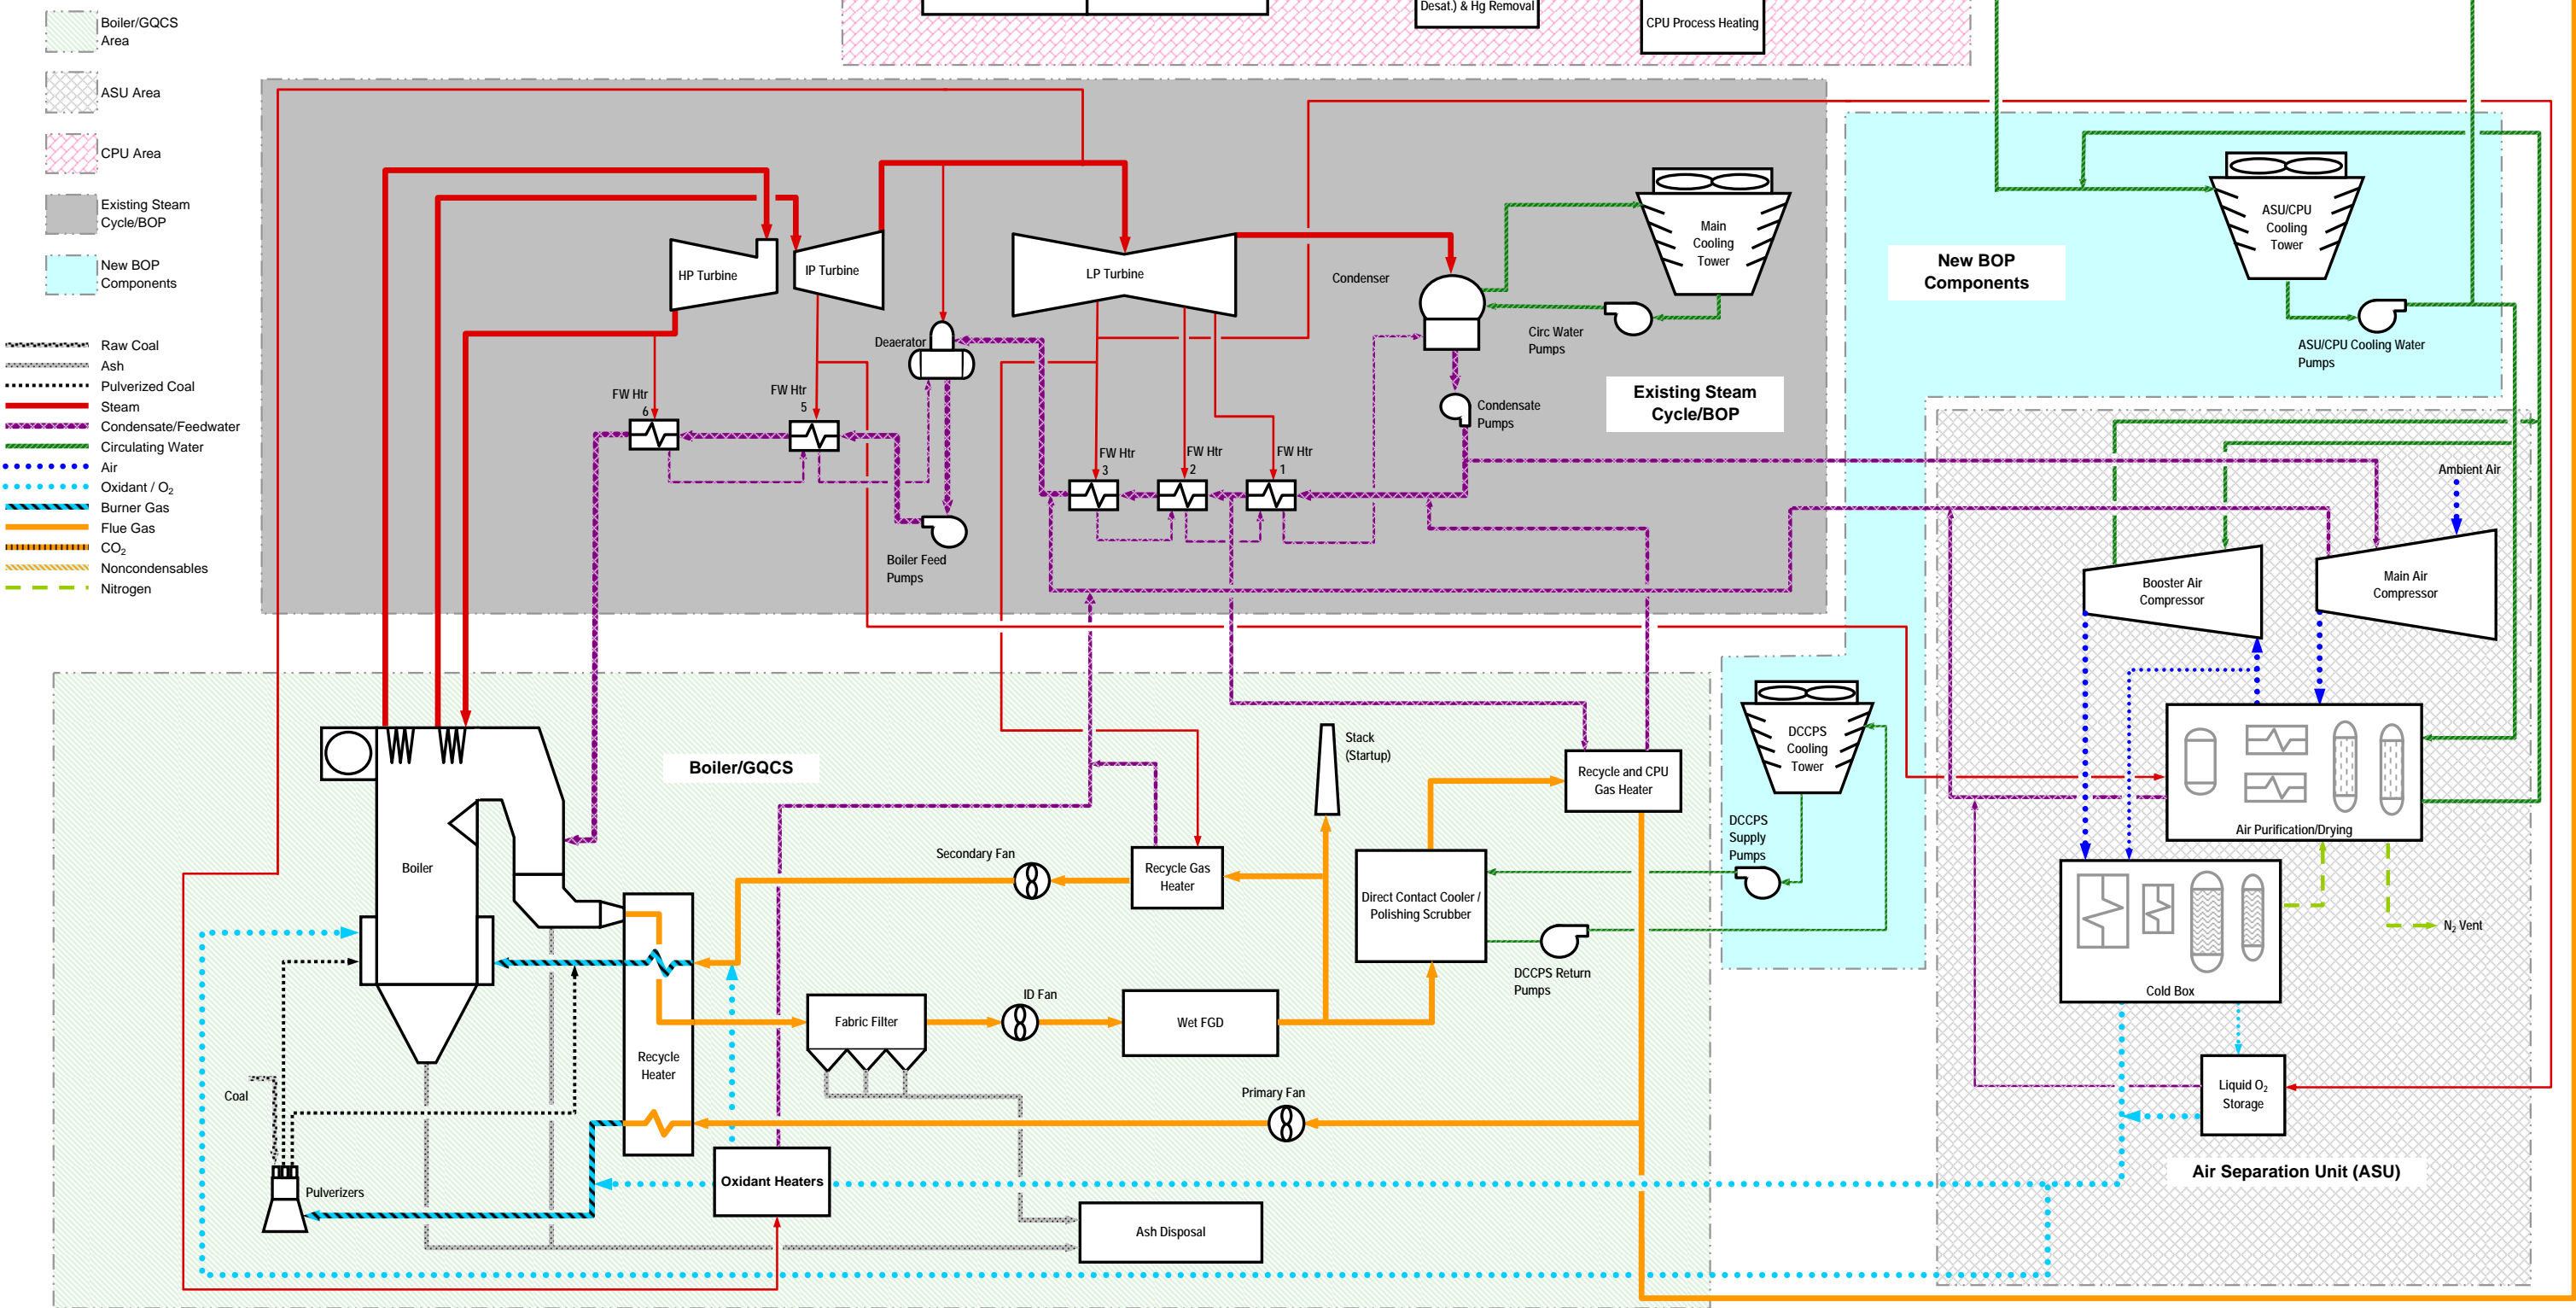 Desat.) & Hg Removal
CPU Process Heating
Boiler/GQCS
Area
ASU Area
CPU Area
Existing Steam
Cycle/BOP
New BOP
Components
Raw Coal
Ash
Pulverized Coal
Steam
Condensate/Feedwater
Circulating Water
Air
Oxidant / O₂
Burner Gas
Flue Gas
CO₂
Noncondensables
Nitrogen
HP Turbine
IP Turbine
LP Turbine
Condenser
Main
Cooling
Tower
Circ Water
Pumps
Deaerator
FW Htr
6
FW Htr
5
Condensate
Pumps
Existing Steam
Cycle/BOP
FW Htr
3
FW Htr
2
FW Htr
1
Boiler Feed
Pumps
New BOP
Components
ASU/CPU
Cooling
Tower
ASU/CPU Cooling Water
Pumps
Ambient Air
Booster Air
Compressor
Main Air
Compressor
Air Purification/Drying
N₂ Vent
Cold Box
Liquid O₂
Storage
Air Separation Unit (ASU)
DCCPS
Cooling
Tower
DCCPS
Supply
Pumps
DCCPS Return
Pumps
Boiler/GQCS
Stack
(Startup)
Recycle and CPU
Gas Heater
Boiler
Secondary Fan
Recycle Gas
Heater
Direct Contact Cooler /
Polishing Scrubber
Fabric Filter
ID Fan
Wet FGD
Recycle
Heater
Coal
Primary Fan
Pulverizers
Oxidant Heaters
Ash Disposal